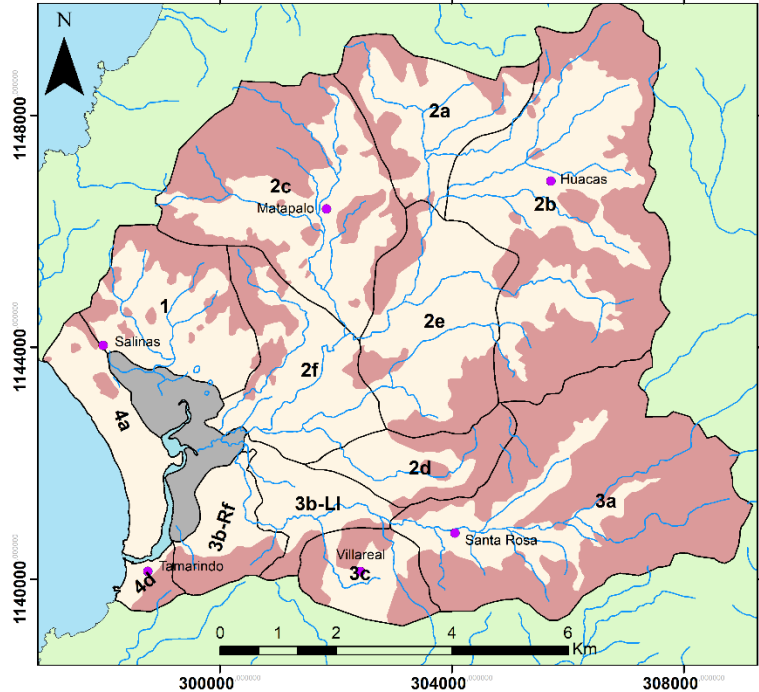 N
2a
1148000
Huacas
2c
Matapalo
2b
1
Salinas
2e
1144000
2f
4a
2d
3b-Ll
3a
3b-Rf
Santa Rosa
Villareal
Tamarindo
3c
4d
1140000
0 1 2 4 6
Km
300000
304000
308000